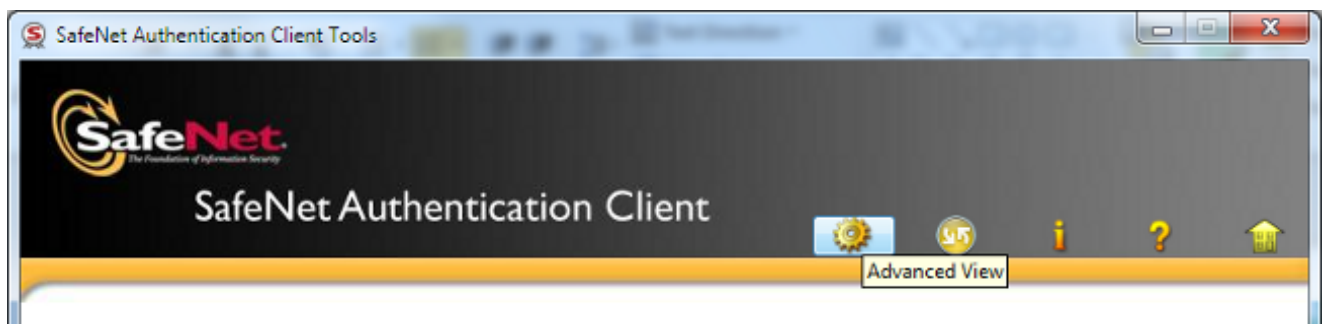 SafeNet Authentication Client Tools
SafeNet.
The Foundation of Information Security
SafeNet Authentication Client
Advanced View